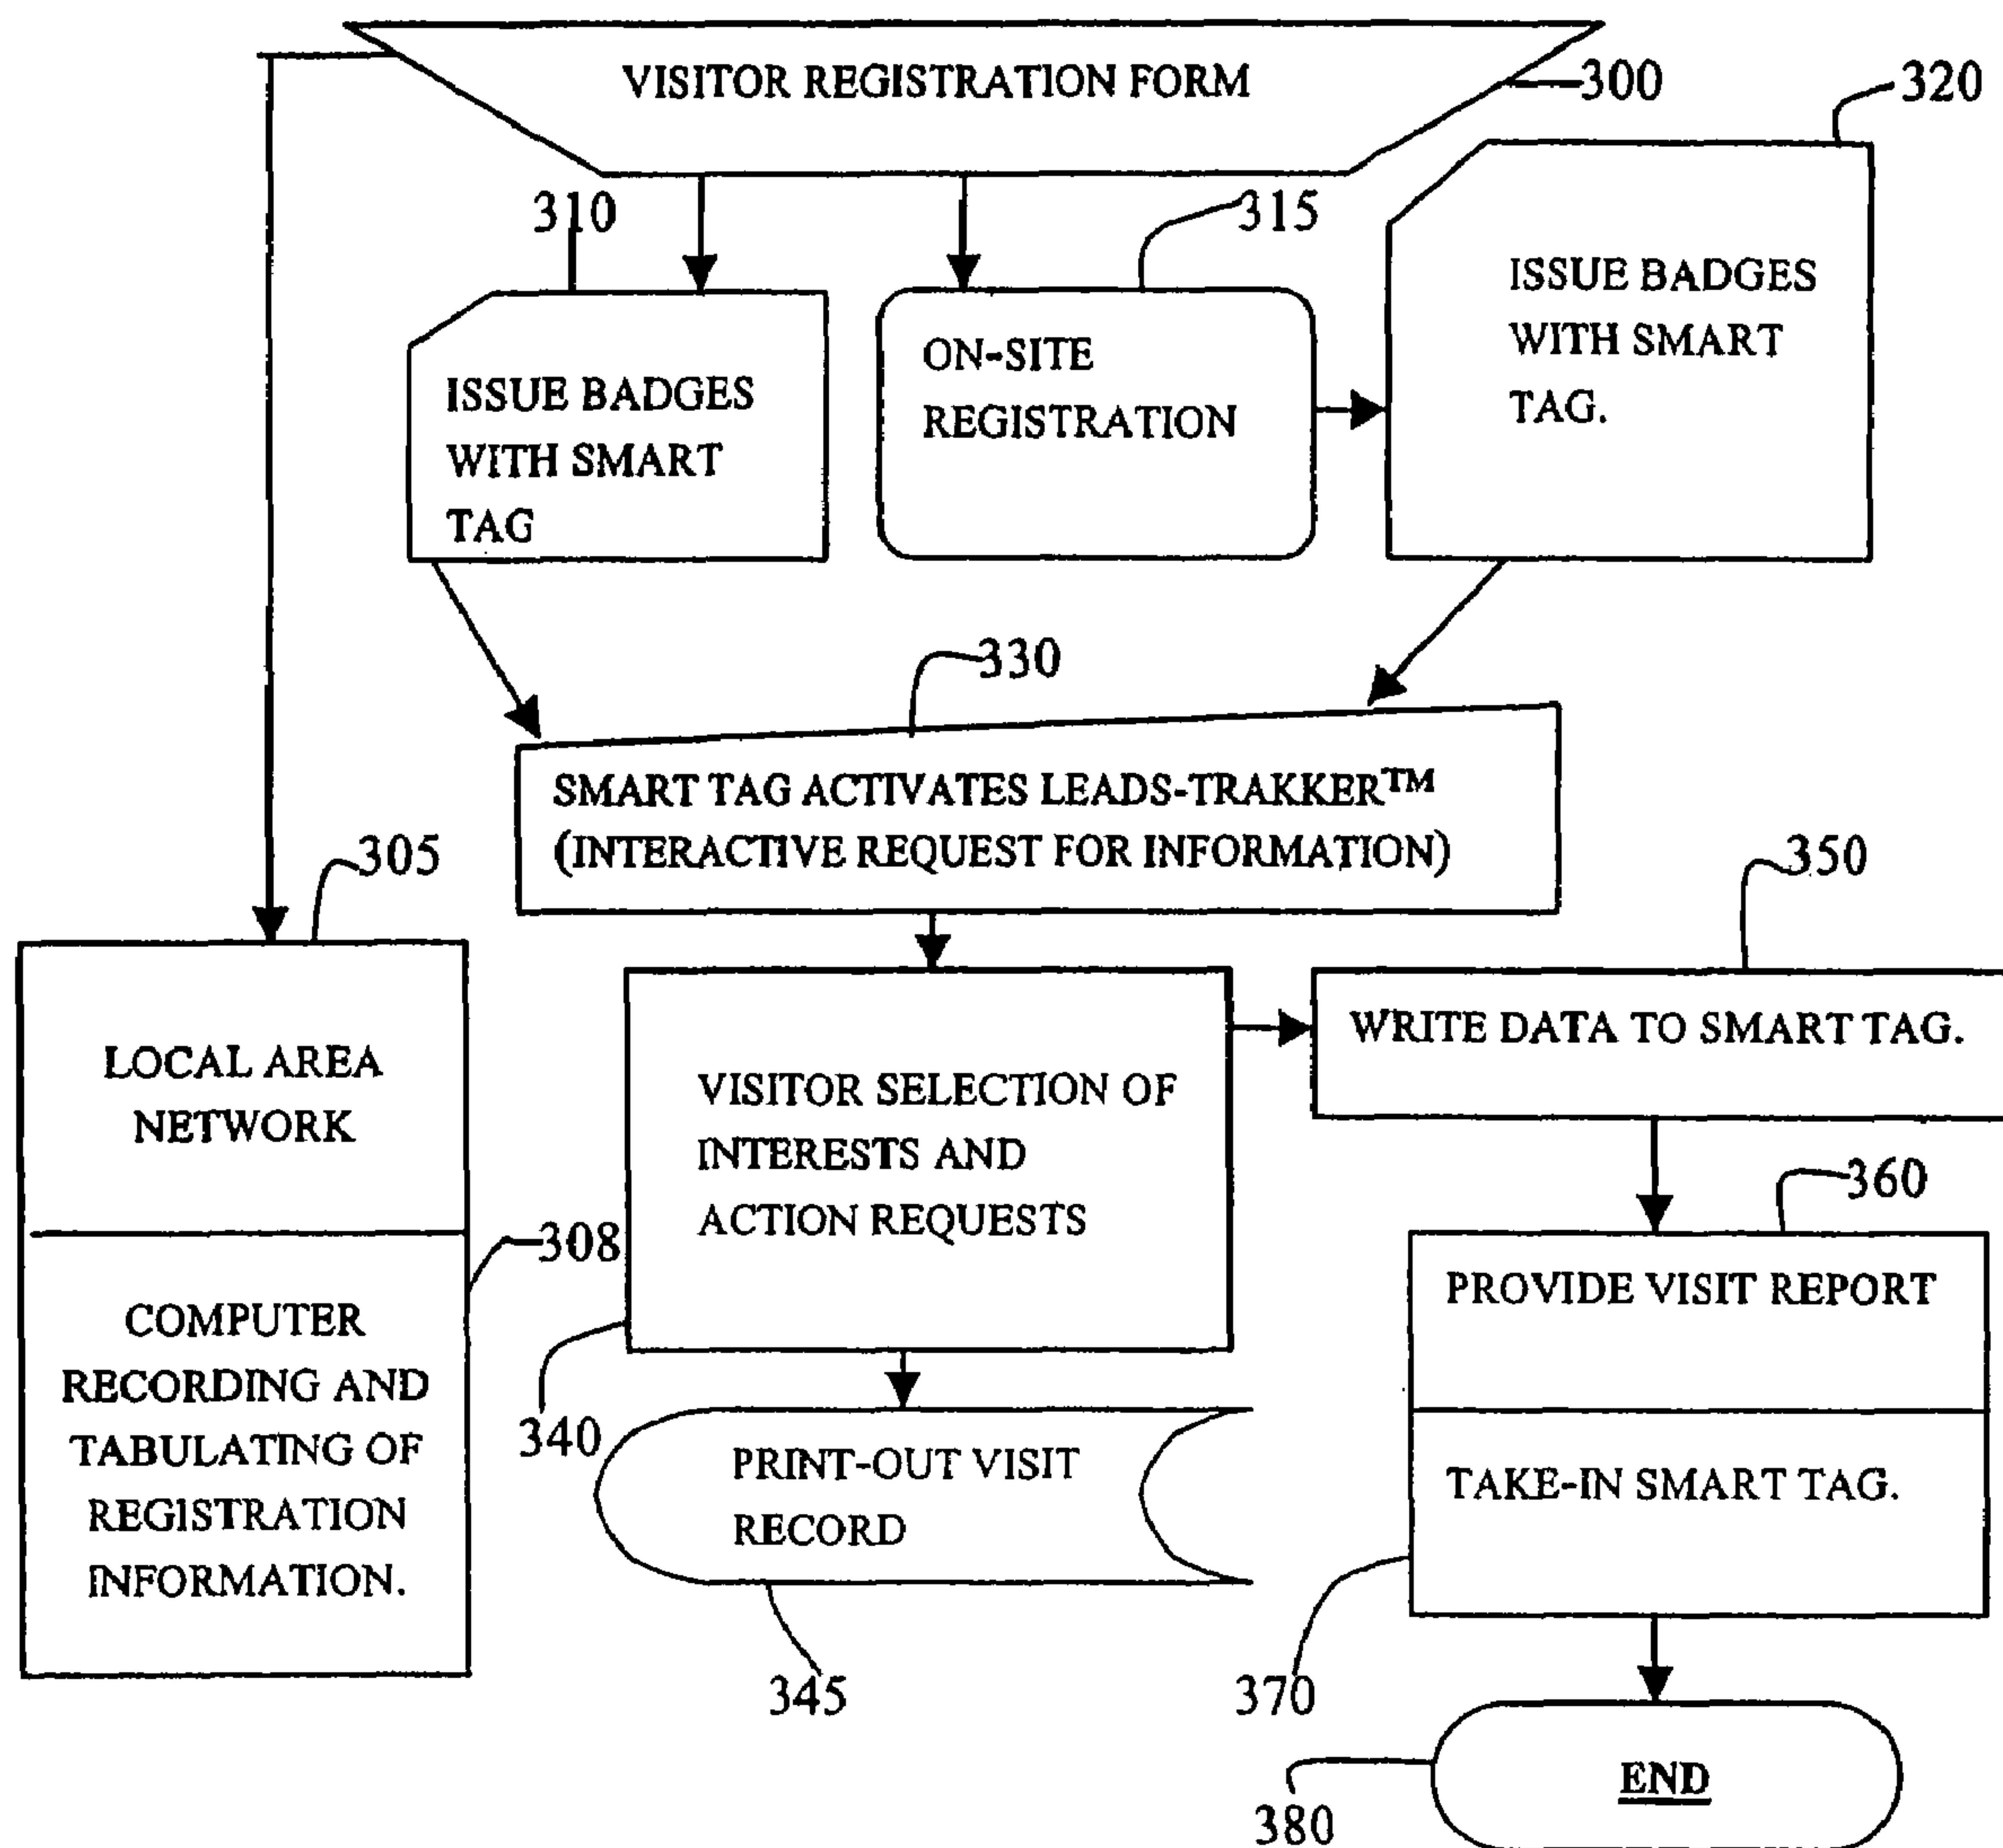 VISITOR REGISTRATION FORM
300
320
310
315
ISSUE BADGES
WITH SMART
TAG
ON-SITE
REGISTRATION
ISSUE BADGES
WITH SMART
TAG.
330
SMART TAG ACTIVATES LEADS-TRAKKER™
(INTERACTIVE REQUEST FOR INFORMATION)
305
LOCAL AREA
NETWORK
308
COMPUTER
RECORDING AND
TABULATING OF
REGISTRATION
INFORMATION.
VISITOR SELECTION OF
INTERESTS AND
ACTION REQUESTS
340
350
WRITE DATA TO SMART TAG.
360
PROVIDE VISIT REPORT
TAKE-IN SMART TAG.
370
PRINT-OUT VISIT
RECORD
345
END
380